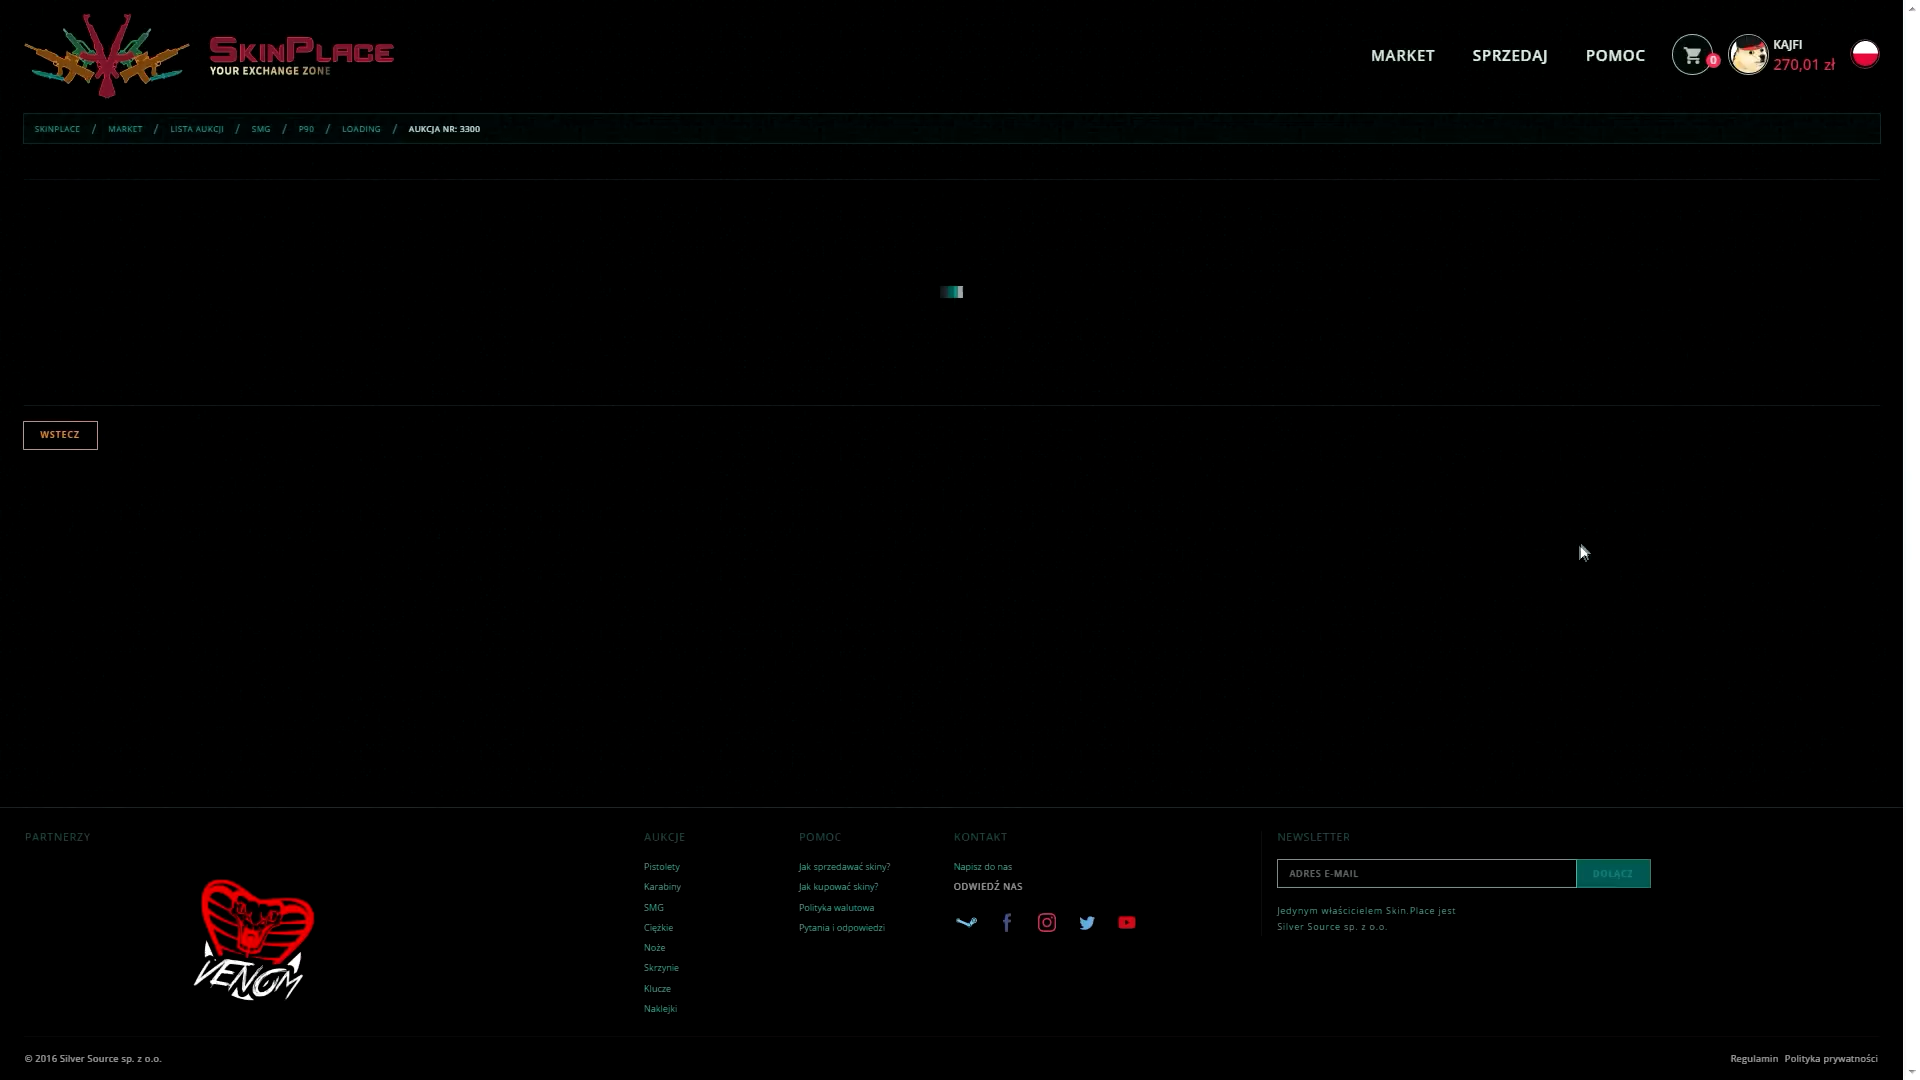 SKINPLACE
YOUR EXCHANGE ZONE
MARKET SPRZEDAJ POMOC 0 KAJFI
270,01 zł
SKINPLACE / MARKET / LISTA AUKCJI / SMG / P90 / LOADING / AUKCJA NR: 3300
WSTECZ
PARTNERZY
VENOM
AUKCJE
Pistolety
Karabiny
SMG
Ciężkie
Noże
Skrzynie
Klucze
Naklejki
POMOC
Jak sprzedawać skiny?
Jak kupować skiny?
Polityka walutowa
Pytania i odpowiedzi
KONTAKT
Napisz do nas
ODWIEDŹ NAS
NEWSLETTER
ADRES E-MAIL DOŁĄCZ
Jedynym właścicielem Skin.Place jest
Silver Source sp. z o.o.
© 2016 Silver Source sp. z o.o.
Regulamin Polityka prywatności